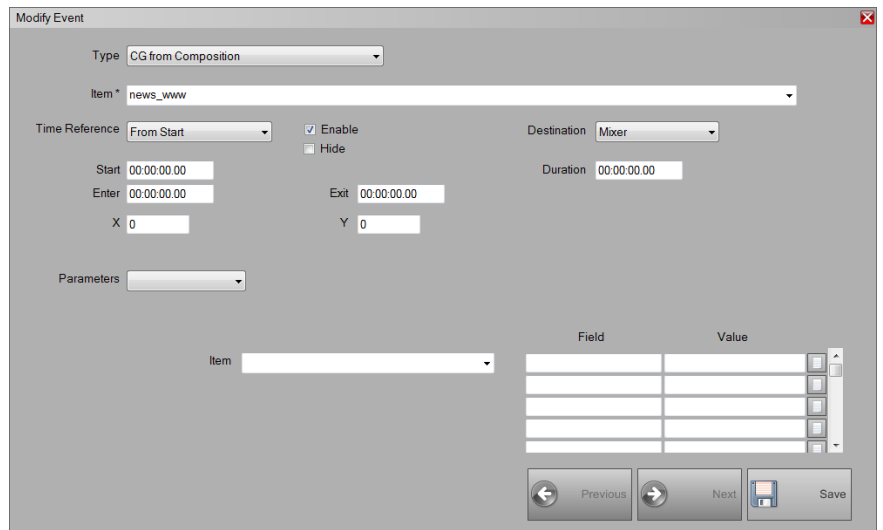 Modify Event
Type CG from Composition
Item * news_www
Time Reference From Start Enable Destination Mixer
Hide
Start 00:00:00.00 Duration 00:00:00.00
Enter 00:00:00.00 Exit 00:00:00.00
X 0 Y 0
Parameters
Field Value
Item
Previous Next Save